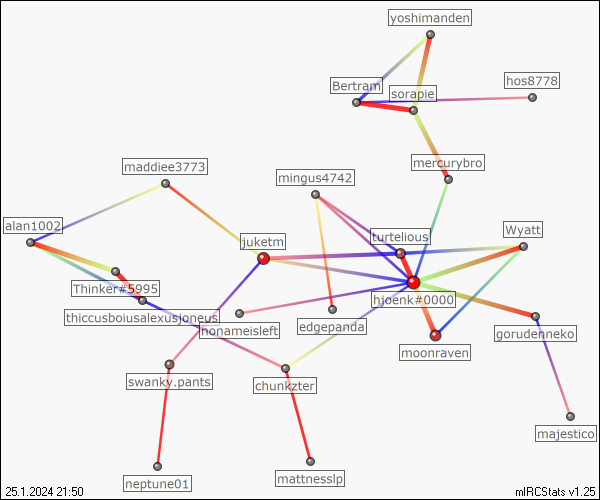 yoshimanden
hos8778
Bertram
sorapie
mercurybro
maddiee3773
mingus4742
alan1002
Wyatt
turtelious
juketm
Thinker#5995
hjoenk#0000
thiccusboiusalexusjoneus
nonameisleft
edgepanda
gorudenneko
moonraven
swanky.pants
chunkzter
majestico
neptune01
mattnesslp
25.1.2024 21:50
mIRCStats v1.25